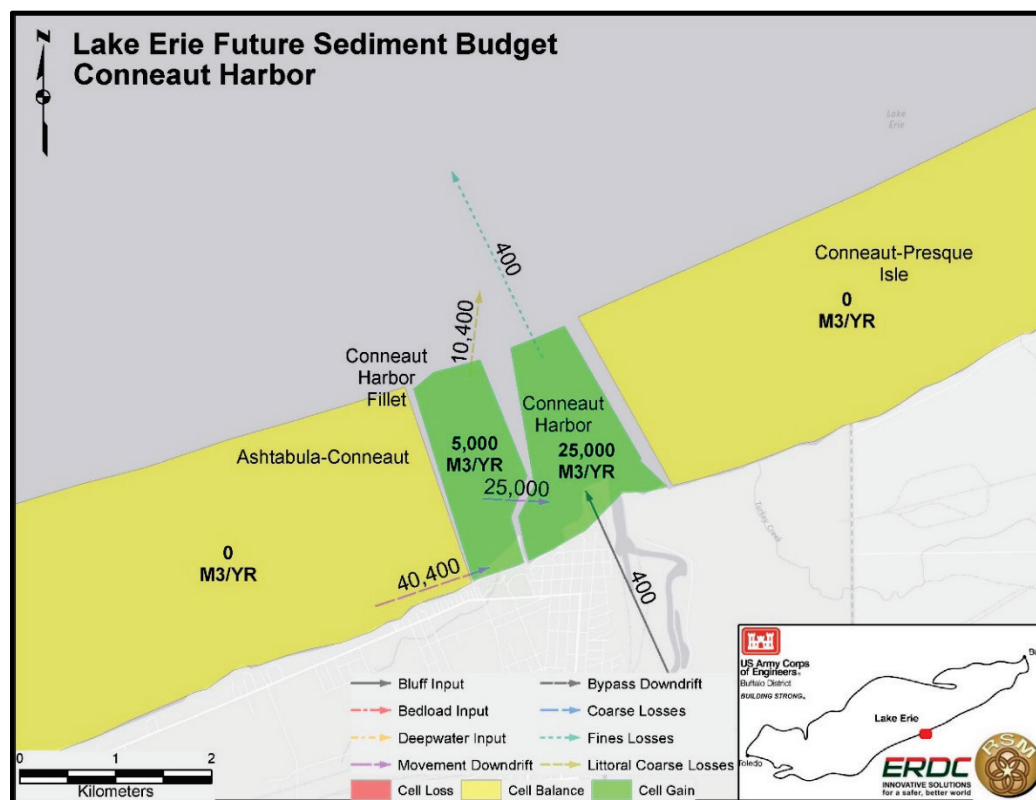 N
Lake Erie Future Sediment Budget
Conneaut Harbor
Lake
Erie
400
Conneaut-Presque
Isle
0
M3/YR
10,400
Conneaut
Harbor
Fillet
Conneaut
Harbor
Ashtabula-Conneaut
5,000
M3/YR
25,000
M3/YR
25,000
Turkey Creek
0
M3/YR
40,400
400
Bluff Input
Bypass Downdrift
Bedload Input
Coarse Losses
Deepwater Input
Fines Losses
Movement Downdrift
Littoral Coarse Losses
Cell Loss
Cell Balance
Cell Gain
0 1 2
Kilometers
US Army Corps
of Engineers®
Buffalo District
BUILDING STRONG®
Lake Erie
Toledo
Bu
ERDC
INNOVATIVE SOLUTIONS
for a safer, better world
RSM